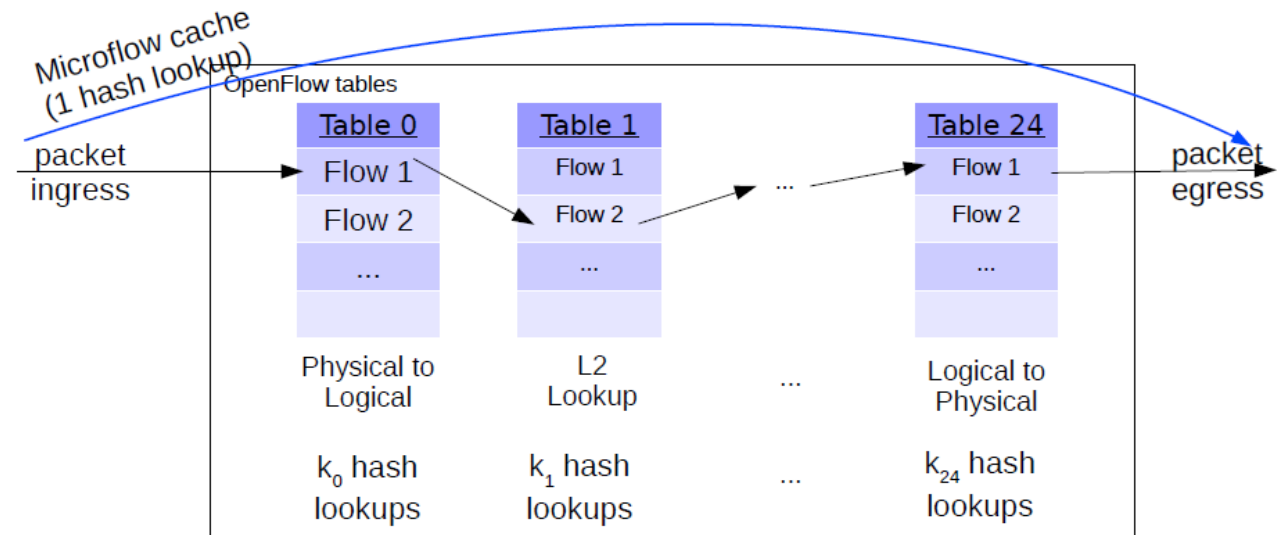 Microflow cache
(1 hash lookup)
OpenFlow tables
packet
ingress
Table 0
Flow 1
Flow 2
...
Physical to
Logical
k₀ hash
lookups
Table 1
Flow 1
Flow 2
...
L2
Lookup
k₁ hash
lookups
...
...
...
Table 24
Flow 1
Flow 2
...
Logical to
Physical
k₂₄ hash
lookups
packet
egress